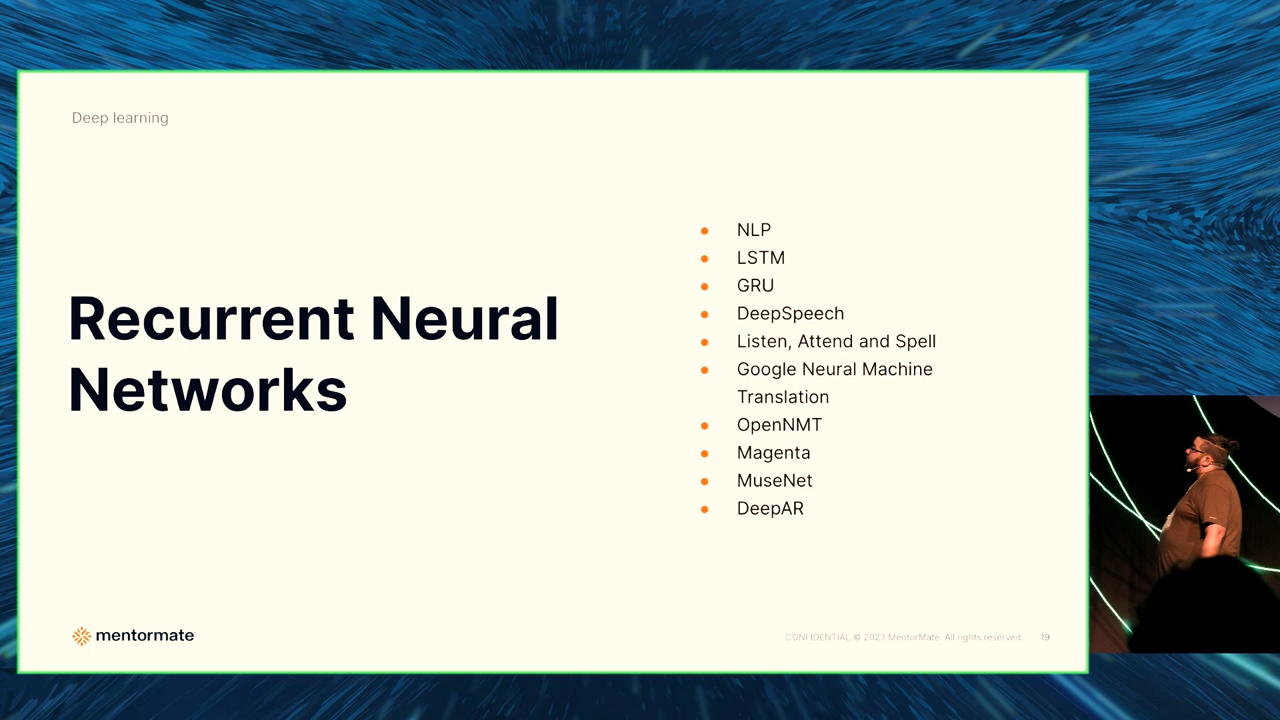 Deep learning
Recurrent Neural
Networks
NLP
LSTM
GRU
DeepSpeech
Listen, Attend and Spell
Google Neural Machine
Translation
OpenNMT
Magenta
MuseNet
DeepAR
mentormate
CONFIDENTIAL © 2023 MentorMate. All rights reserved. 19